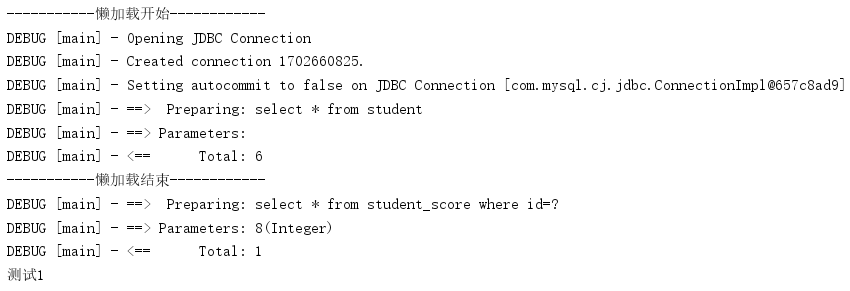 -----------懒加载开始------------
DEBUG [main] - Opening JDBC Connection
DEBUG [main] - Created connection 1702660825.
DEBUG [main] - Setting autocommit to false on JDBC Connection [com.mysql.cj.jdbc.ConnectionImpl@657c8ad9]
DEBUG [main] - ==>  Preparing: select * from student
DEBUG [main] - ==> Parameters:
DEBUG [main] - <==      Total: 6
-----------懒加载结束------------
DEBUG [main] - ==>  Preparing: select * from student_score where id=?
DEBUG [main] - ==> Parameters: 8(Integer)
DEBUG [main] - <==      Total: 1
测试1